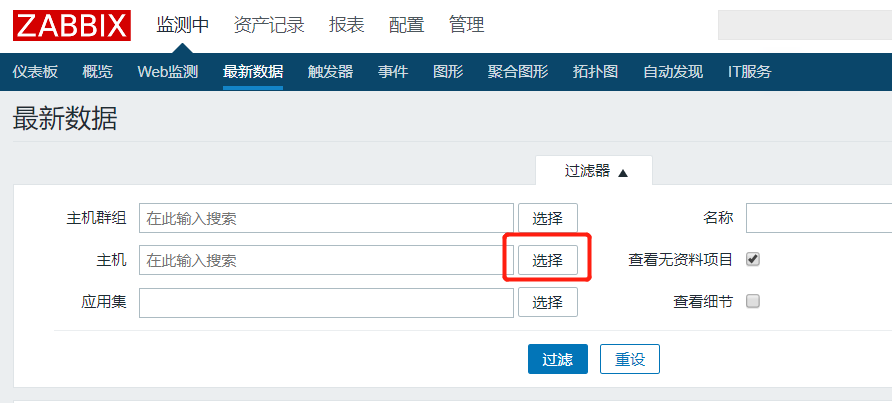 ZABBIX 监测中 资产记录 报表 配置 管理
仪表板 概览 Web监测 最新数据 触发器 事件 图形 聚合图形 拓扑图 自动发现 IT服务
最新数据
过滤器 ▲
主机群组 在此输入搜索 选择 名称
主机 在此输入搜索 选择 查看无资料项目
应用集 选择 查看细节
过滤 重设